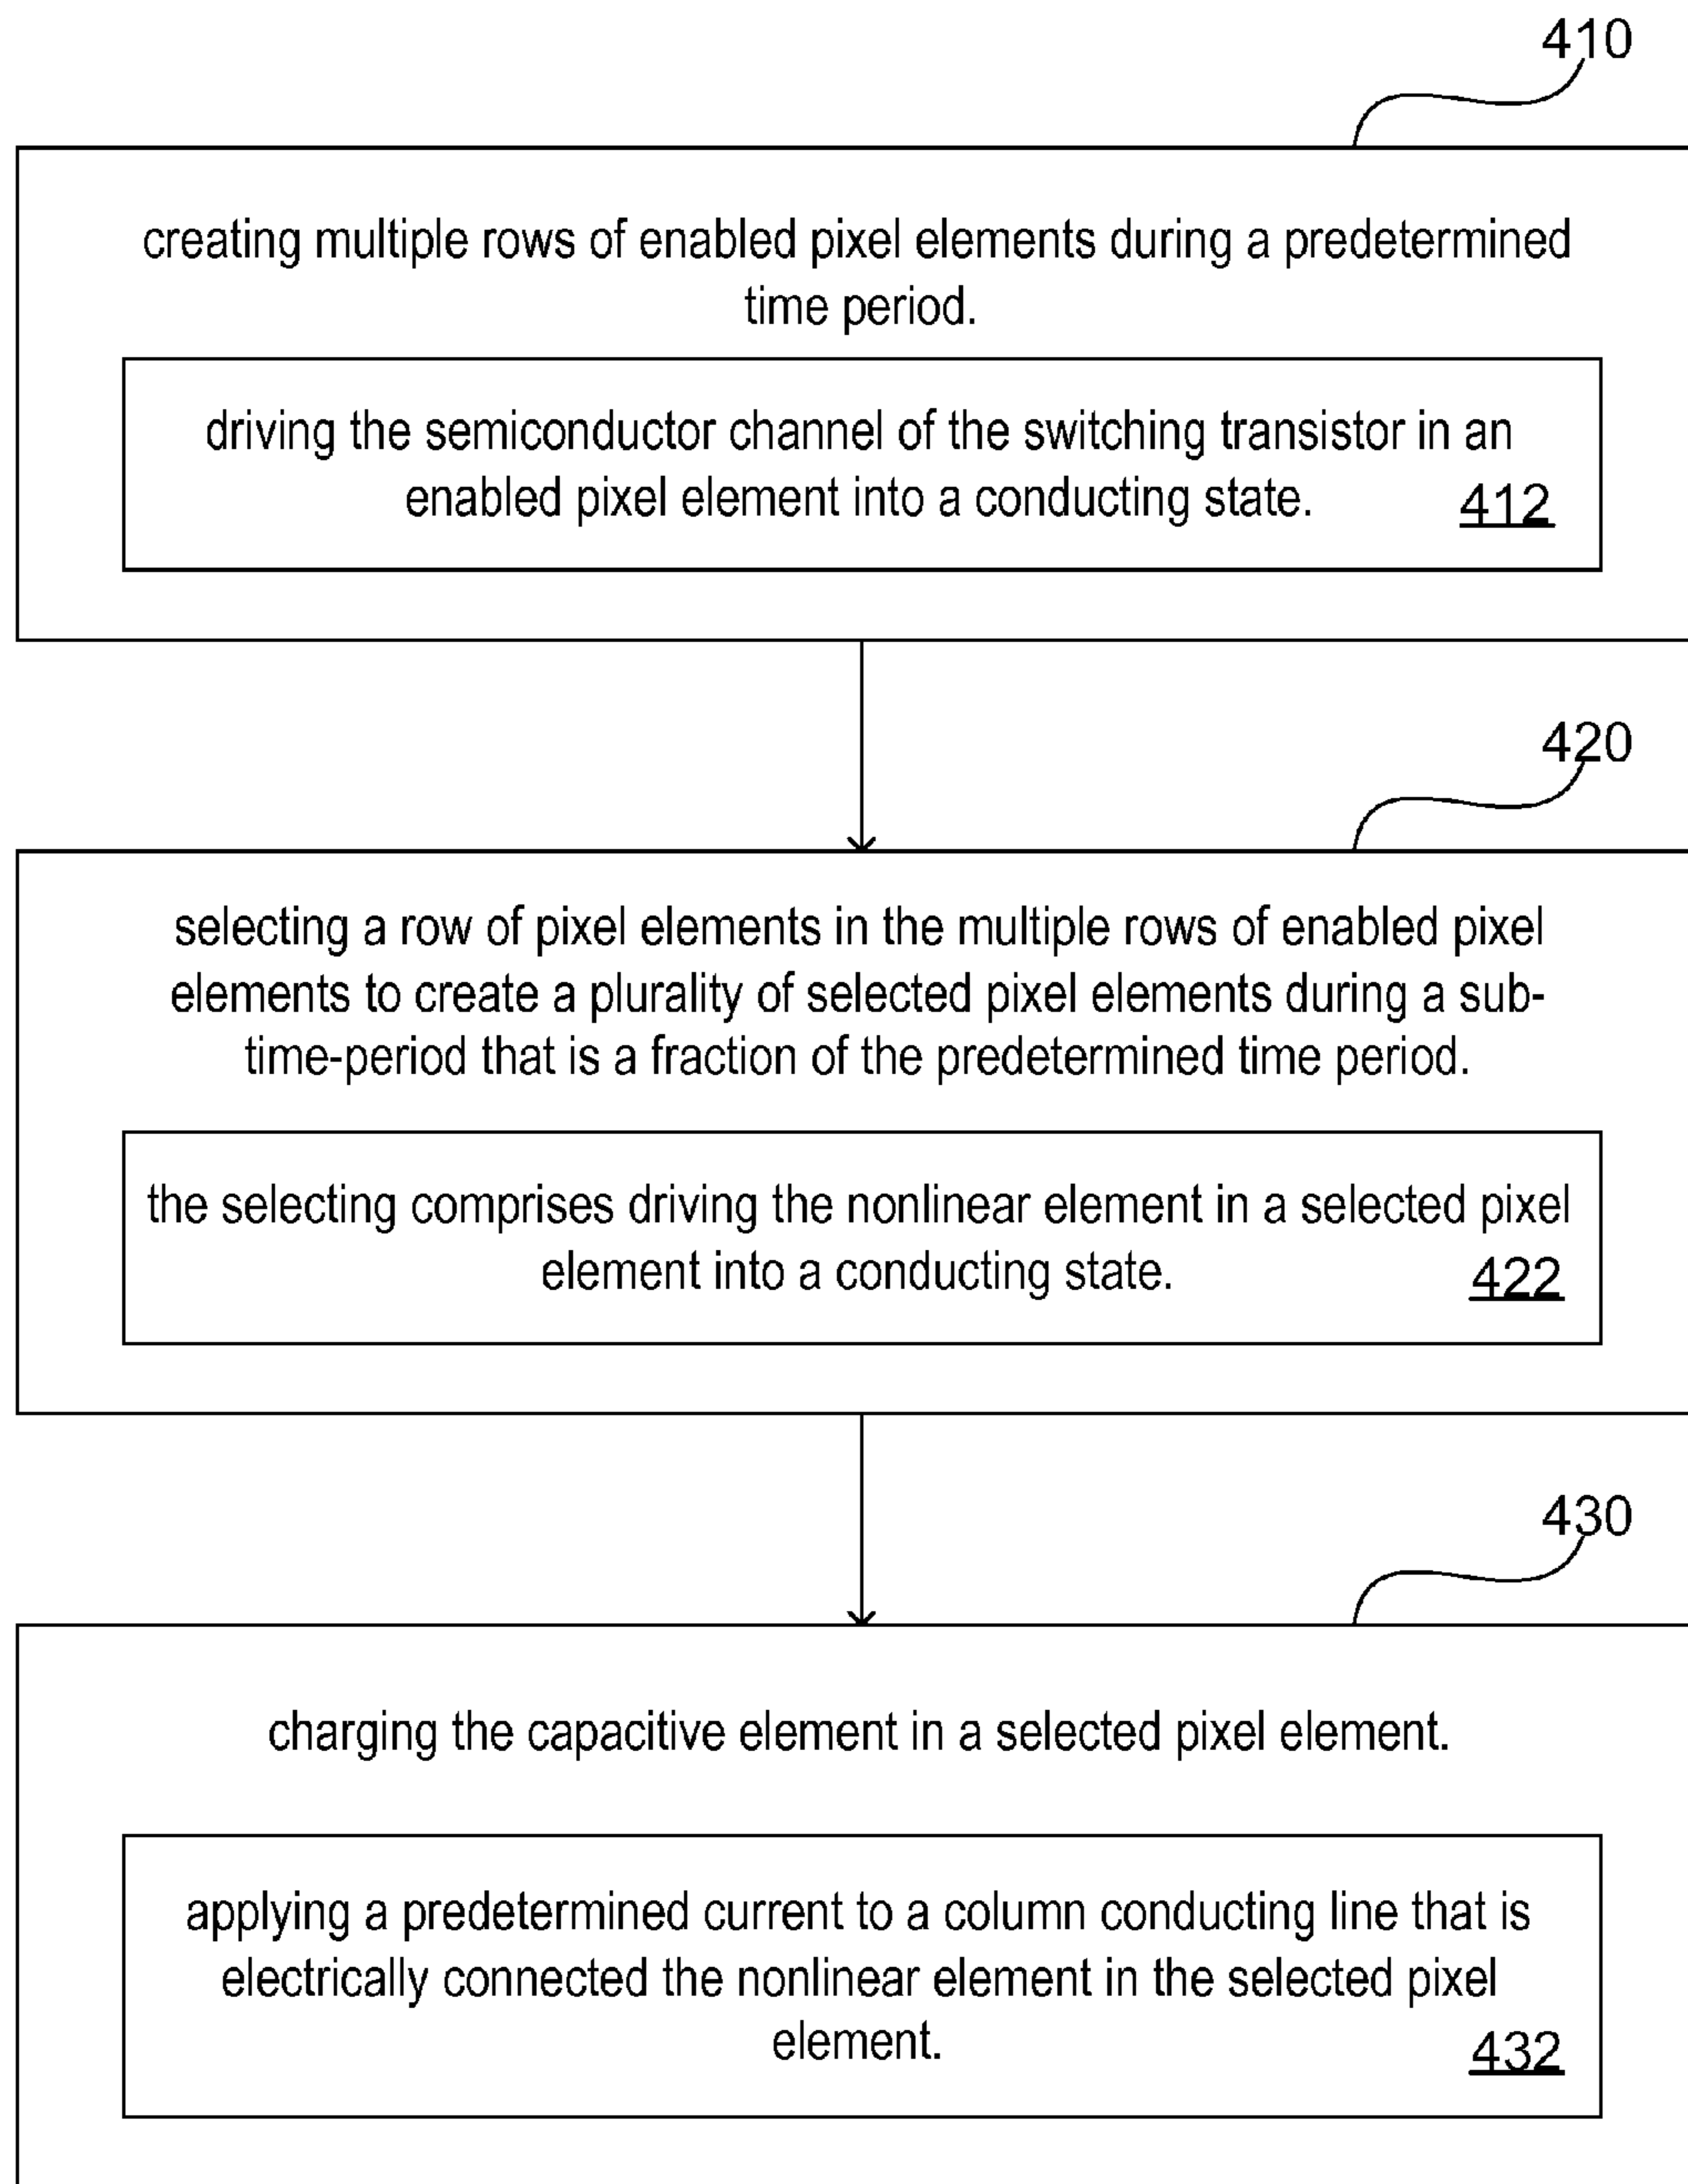 410
creating multiple rows of enabled pixel elements during a predetermined
time period.
driving the semiconductor channel of the switching transistor in an
enabled pixel element into a conducting state. 412
420
selecting a row of pixel elements in the multiple rows of enabled pixel
elements to create a plurality of selected pixel elements during a sub-
time-period that is a fraction of the predetermined time period.
the selecting comprises driving the nonlinear element in a selected pixel
element into a conducting state. 422
430
charging the capacitive element in a selected pixel element.
applying a predetermined current to a column conducting line that is
electrically connected the nonlinear element in the selected pixel
element. 432